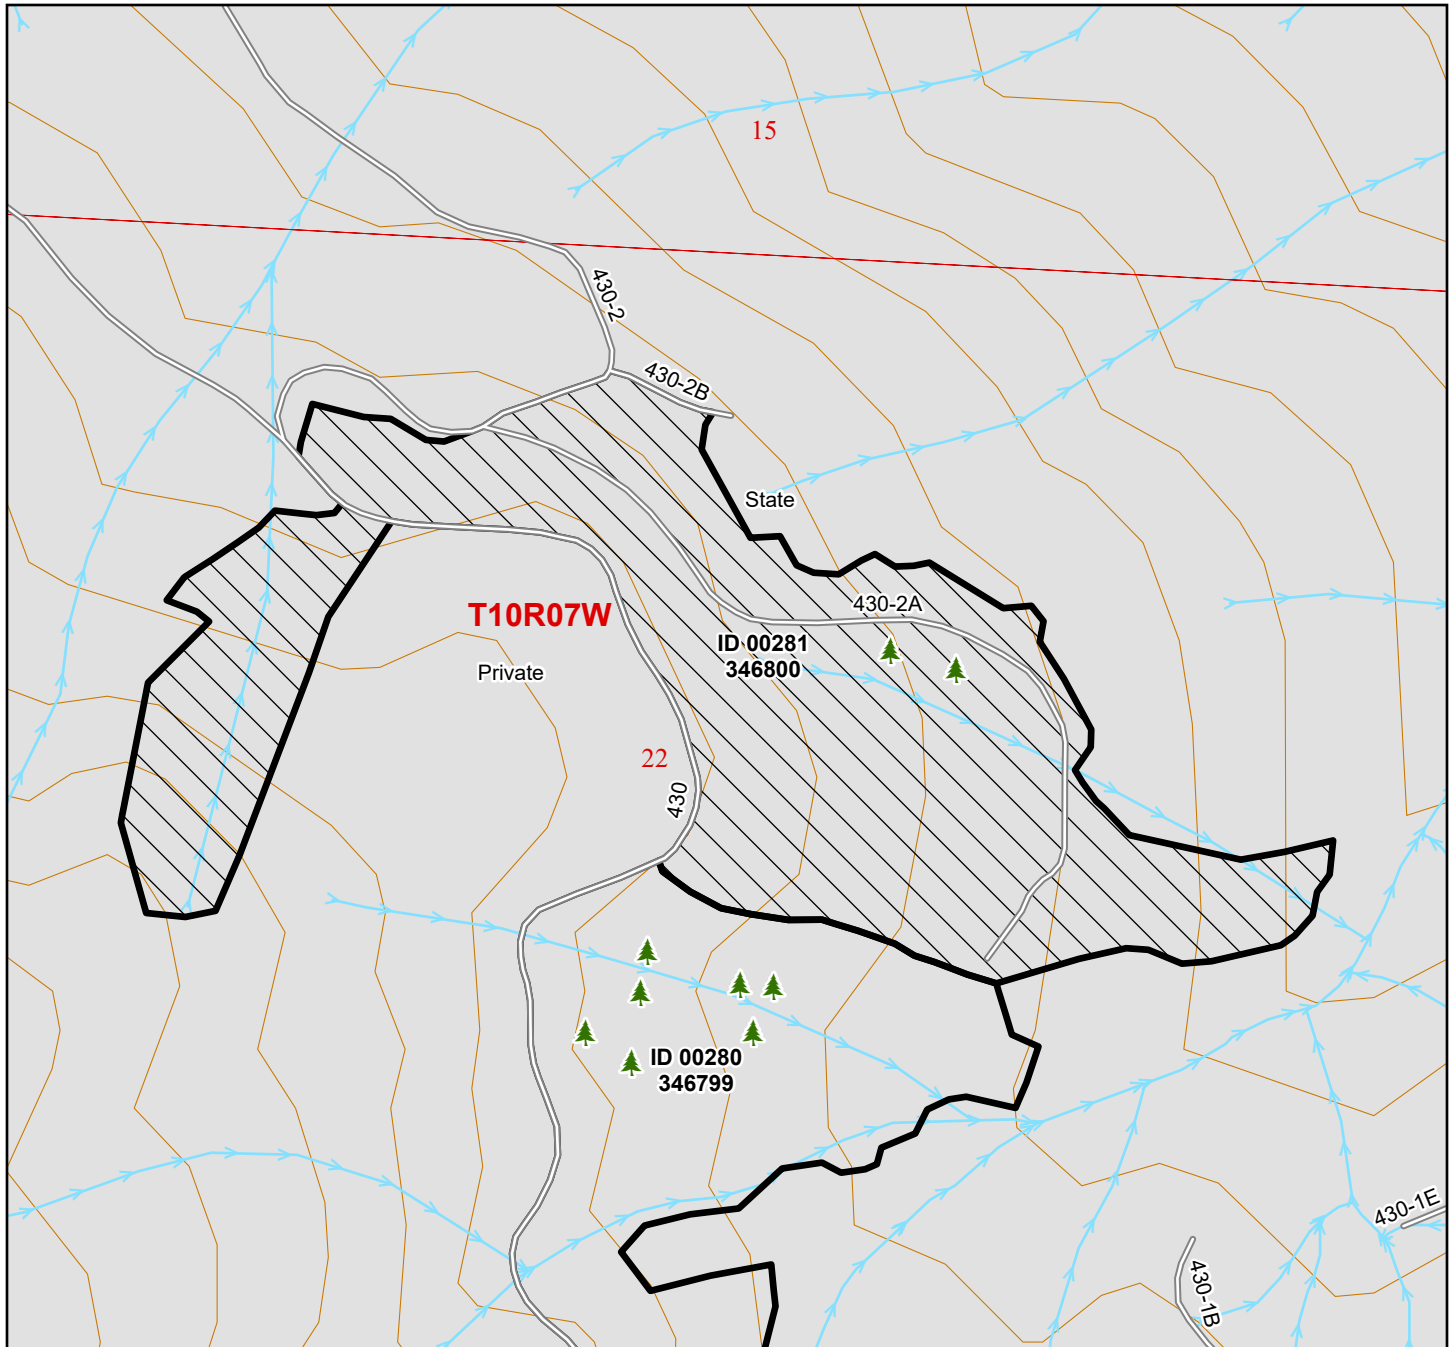 15
430-2
430-2B
State
430-2A
T10R07W
ID 00281
346800
Private
22
430
ID 00280
346799
430-1E
430-1B